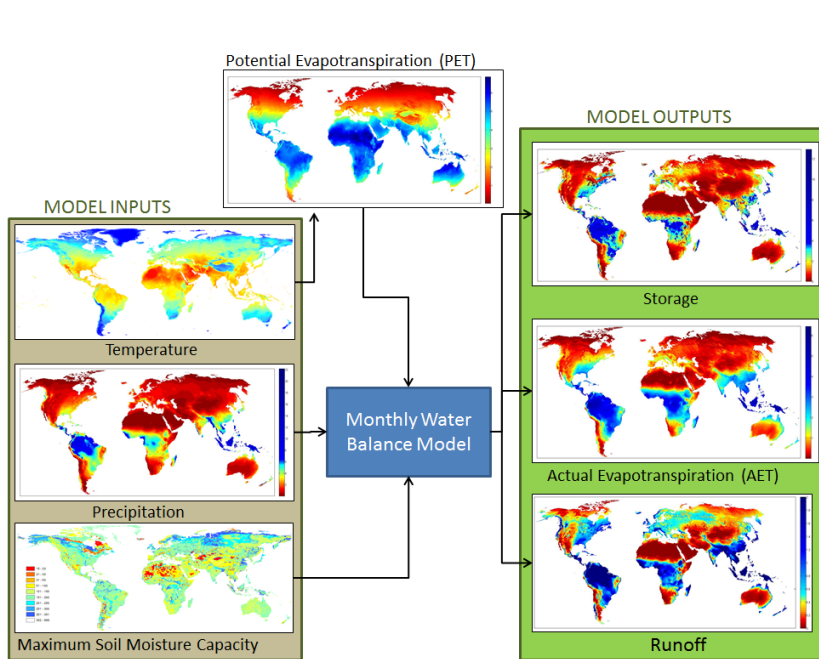 Potential Evapotranspiration (PET)
MODEL INPUTS
MODEL OUTPUTS
Temperature
Precipitation
Maximum Soil Moisture Capacity
Monthly Water
Balance Model
Storage
Actual Evapotranspiration (AET)
Runoff